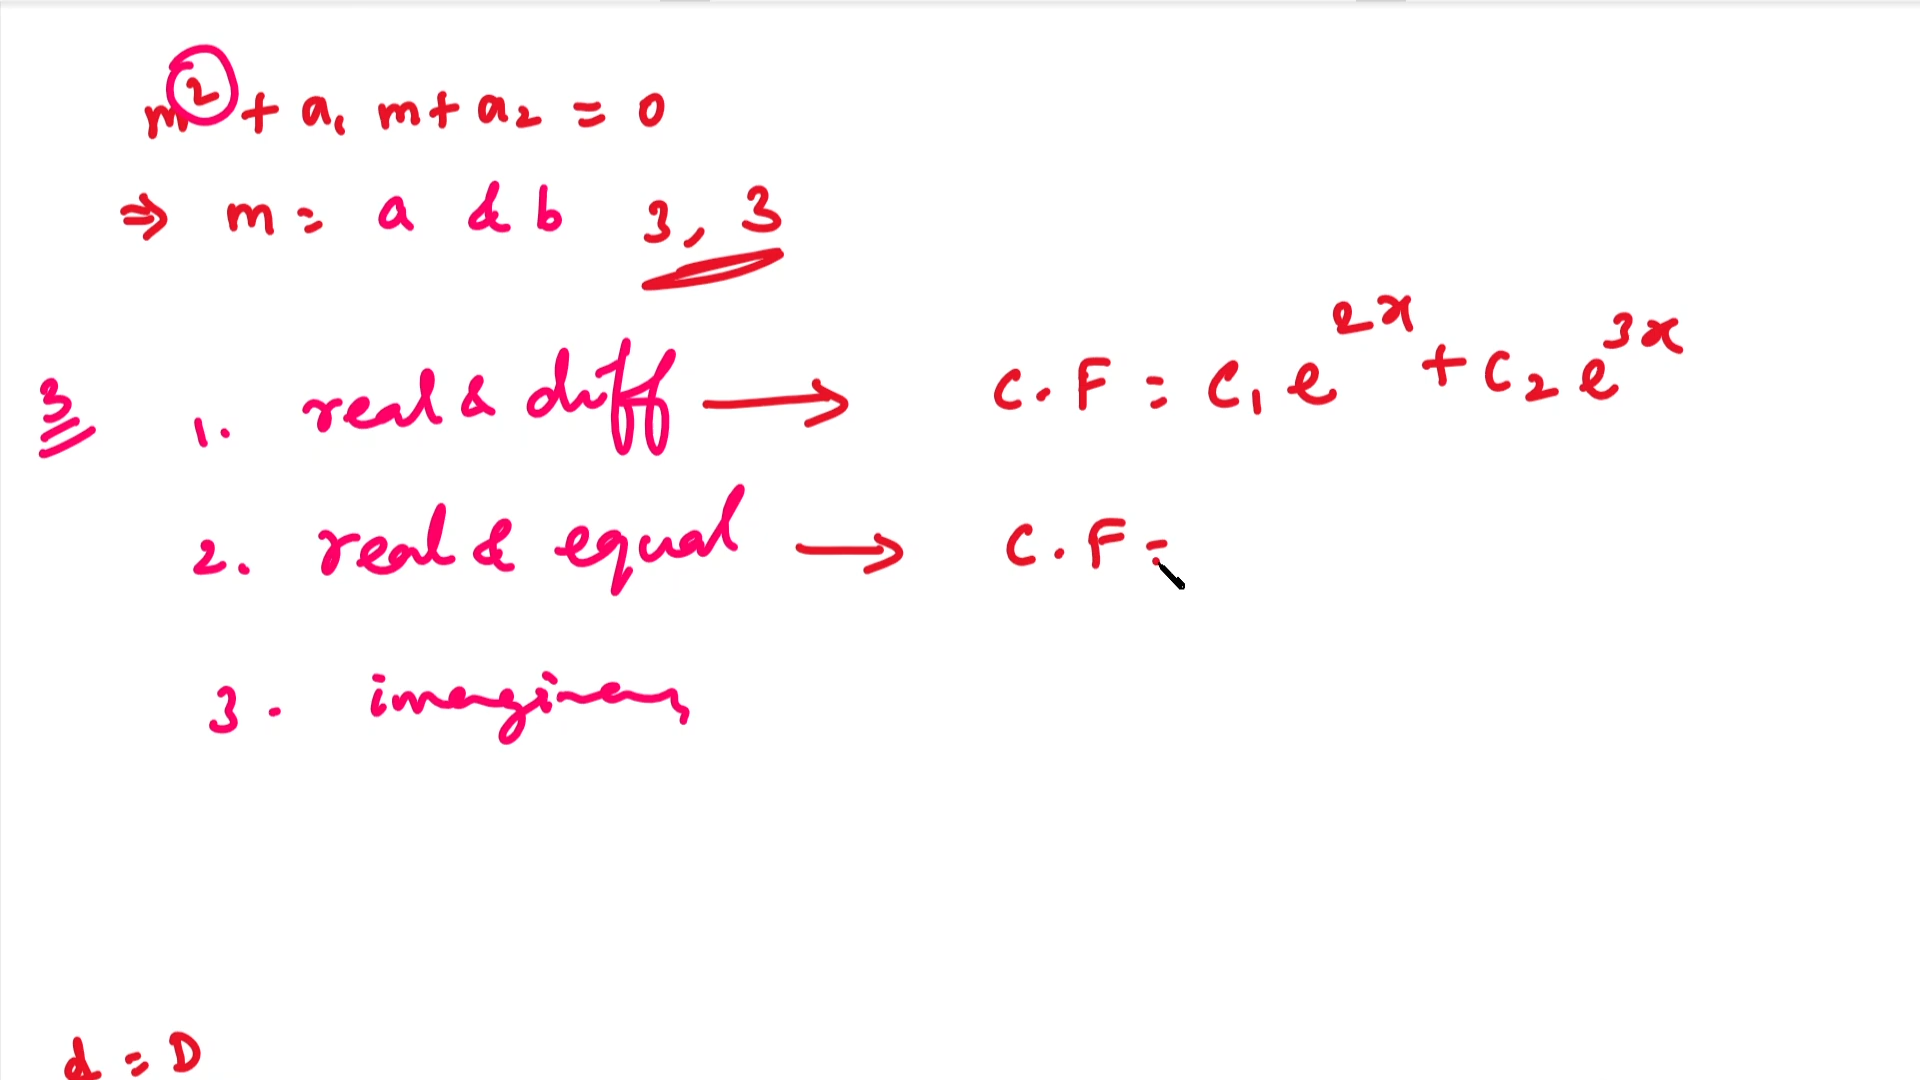 m² + a₁ m + a₂ = 0
⇒ m = a & b 3, 3
3 1. real & diff → C.F = C₁ e^2x + C₂ e^3x
2. real & equal → C.F =
3. imaginary
d = D